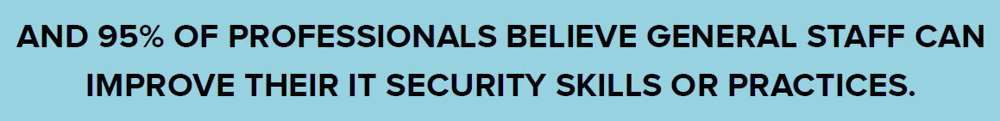 AND 95% OF PROFESSIONALS BELIEVE GENERAL STAFF CAN
IMPROVE THEIR IT SECURITY SKILLS OR PRACTICES.